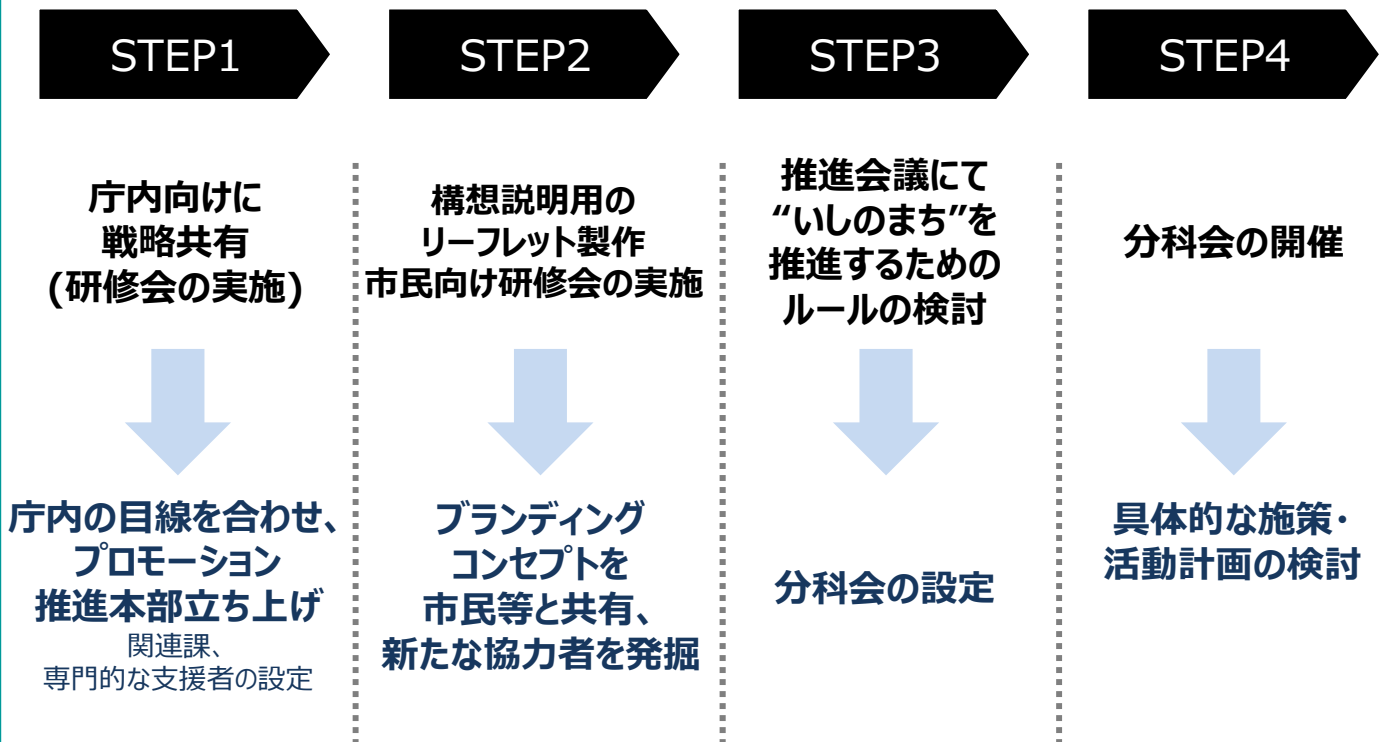 STEP1
STEP2
STEP3
STEP4
庁内向けに
戦略共有
(研修会の実施)
構想説明用の
リーフレット製作
市民向け研修会の実施
推進会議にて
“いしのまち”を
推進するための
ルールの検討
分科会の開催
庁内の目線を合わせ、
プロモーション
推進本部立ち上げ
関連課、
専門的な支援者の設定
ブランディング
コンセプトを
市民等と共有、
新たな協力者を発掘
分科会の設定
具体的な施策・
活動計画の検討